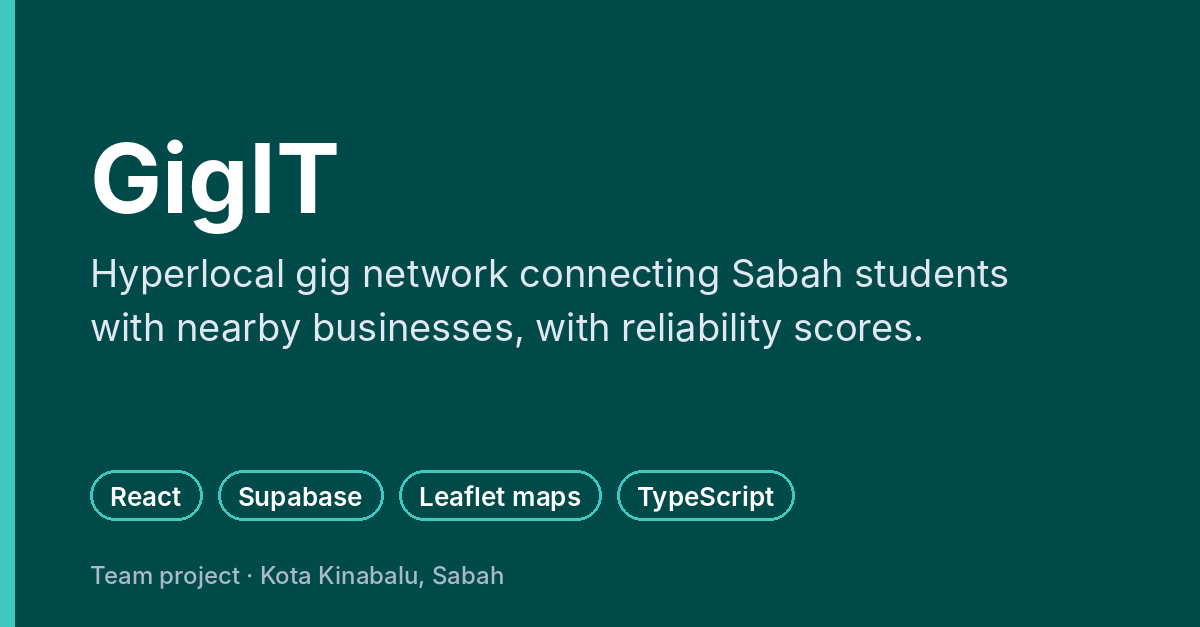 GigIT
Hyperlocal gig network connecting Sabah students
with nearby businesses, with reliability scores.
React
Supabase
Leaflet maps
TypeScript
Team project · Kota Kinabalu, Sabah